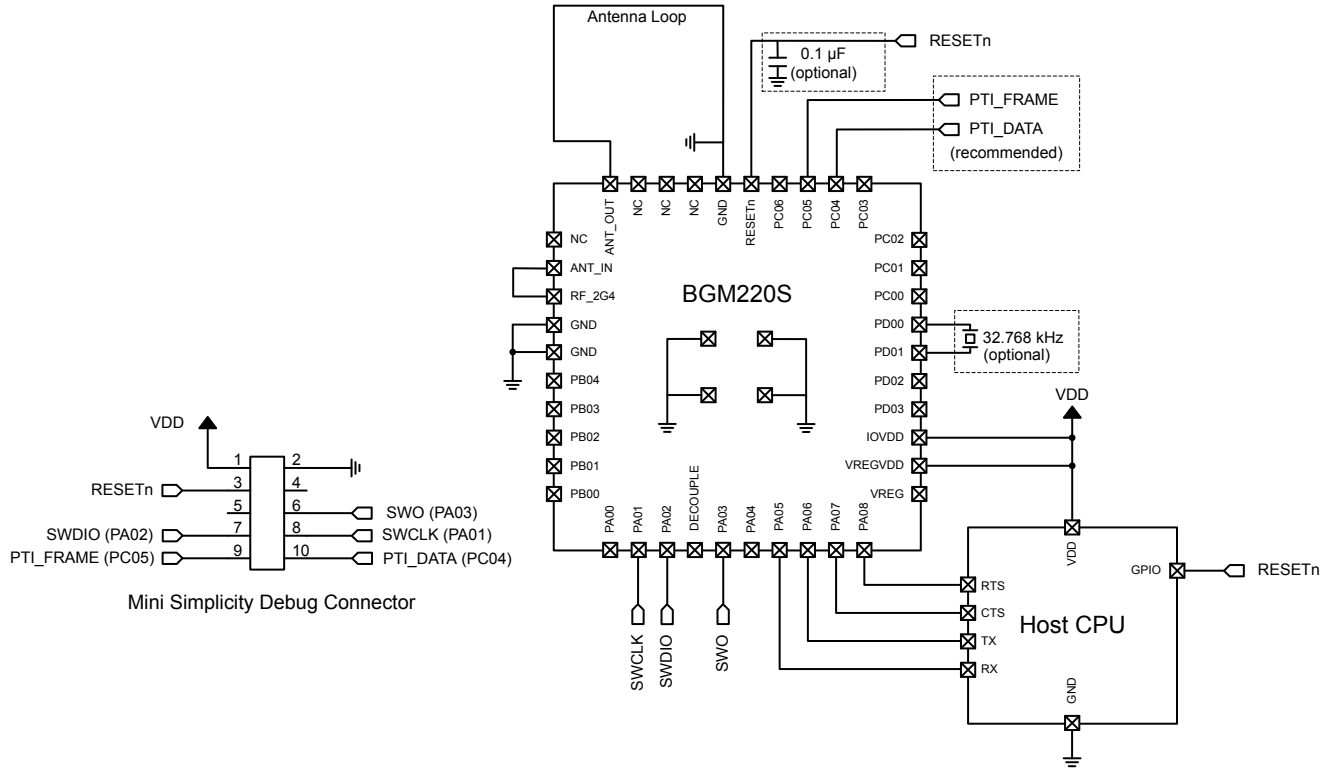 Antenna Loop
RESETn
0.1 µF
(optional)
PTI_FRAME
PTI_DATA
(recommended)
ANT_OUT
NC
NC
NC
GND
RESETn
PC06
PC05
PC04
PC03
NC
ANT_IN
RF_2G4
GND
GND
PB04
PB03
PB02
PB01
PB00
BGM220S
PC02
PC01
PC00
PD00
PD01
PD02
PD03
IOVDD
VREGVDD
VREG
32.768 kHz
(optional)
VDD
PA00
PA01
PA02
DECOUPLE
PA03
PA04
PA05
PA06
PA07
PA08
SWCLK
SWDIO
SWO
VDD
1
2
RESETn
3
4
5
6
SWO (PA03)
SWDIO (PA02)
7
8
SWCLK (PA01)
PTI_FRAME (PC05)
9
10
PTI_DATA (PC04)
Mini Simplicity Debug Connector
VDD
RTS
CTS
TX
RX
Host CPU
GPIO
RESETn
GND